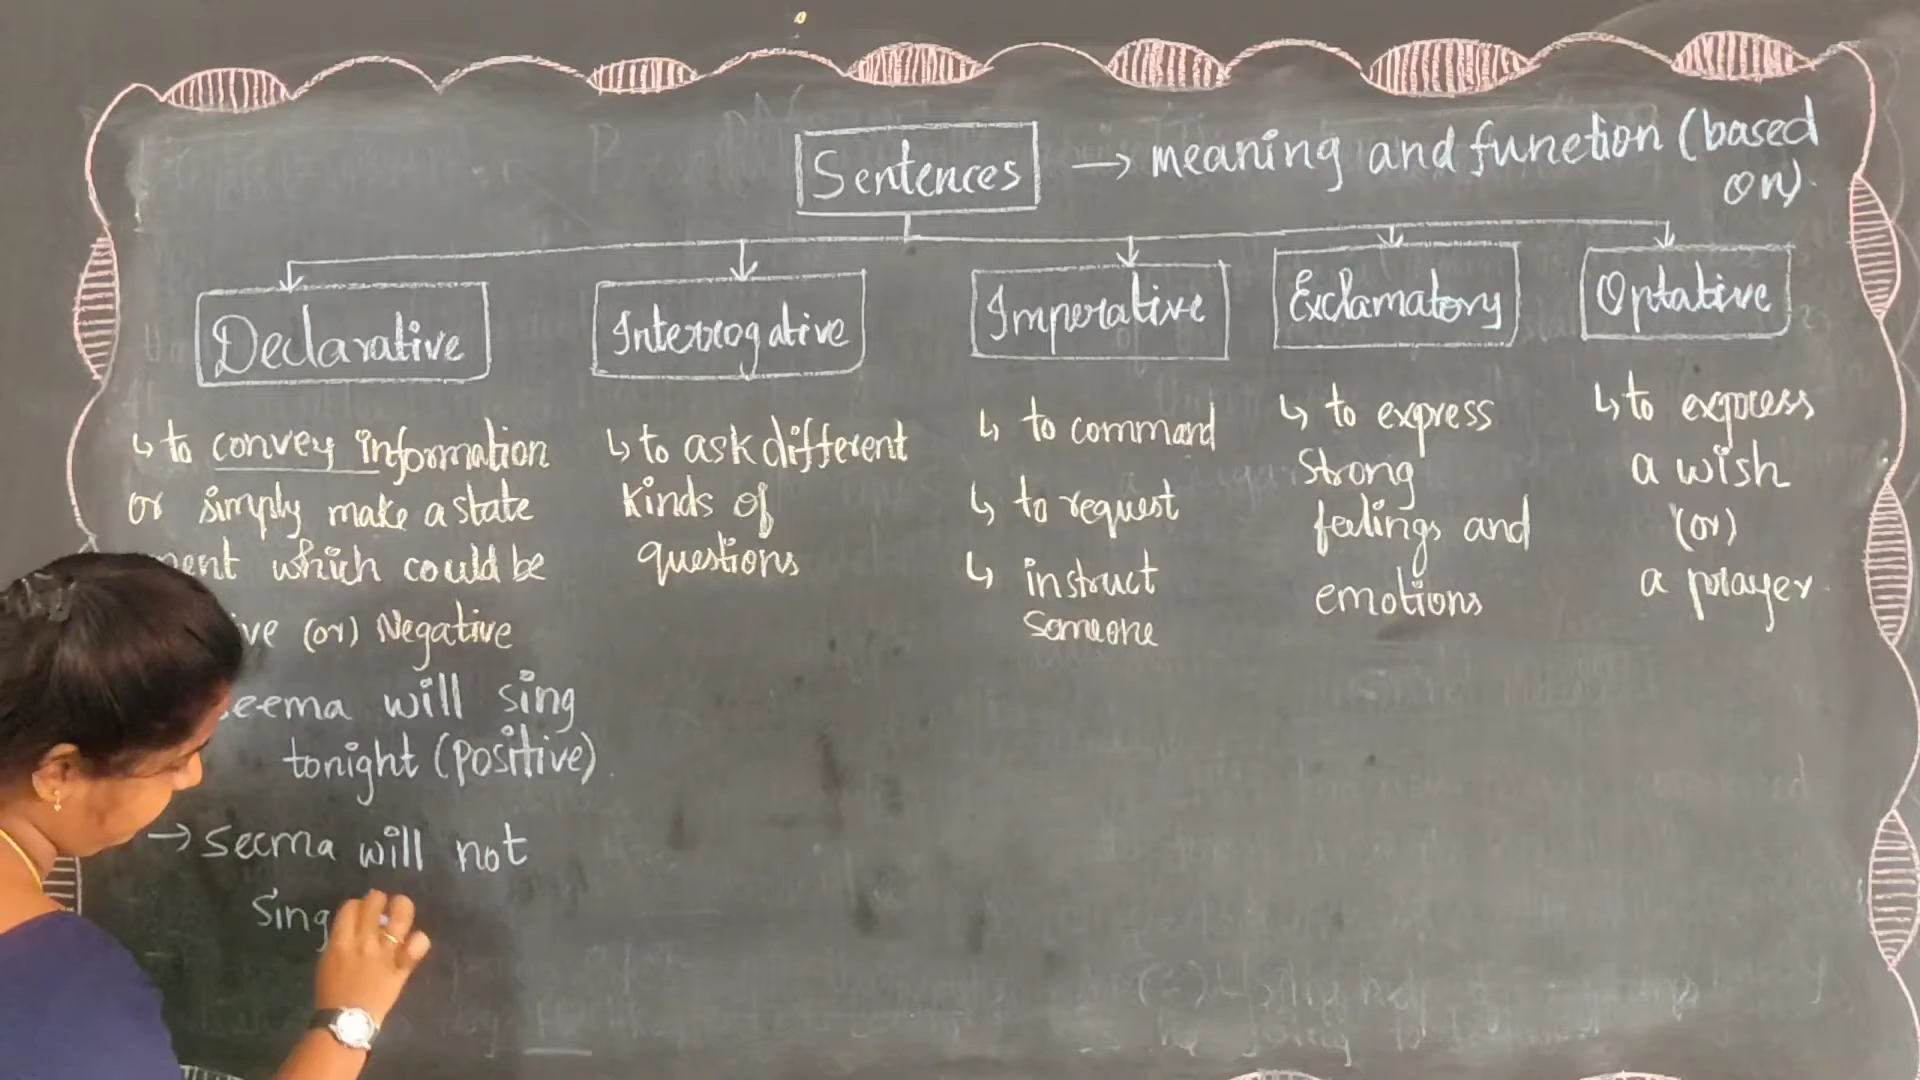 Sentences → meaning and function (based
on).
Declarative
Interrogative
Imperative
Exclamatory
Optative
↳ to convey information
or simply make a state
ment which could be
ve (or) Negative
seema will sing
tonight (positive).
→ seema will not
sing
↳ to ask different
kinds of
questions
↳ to command
↳ to request
↳ instruct
someone
↳ to express
strong
feelings and
emotions
↳ to express
a wish
(or)
a prayer